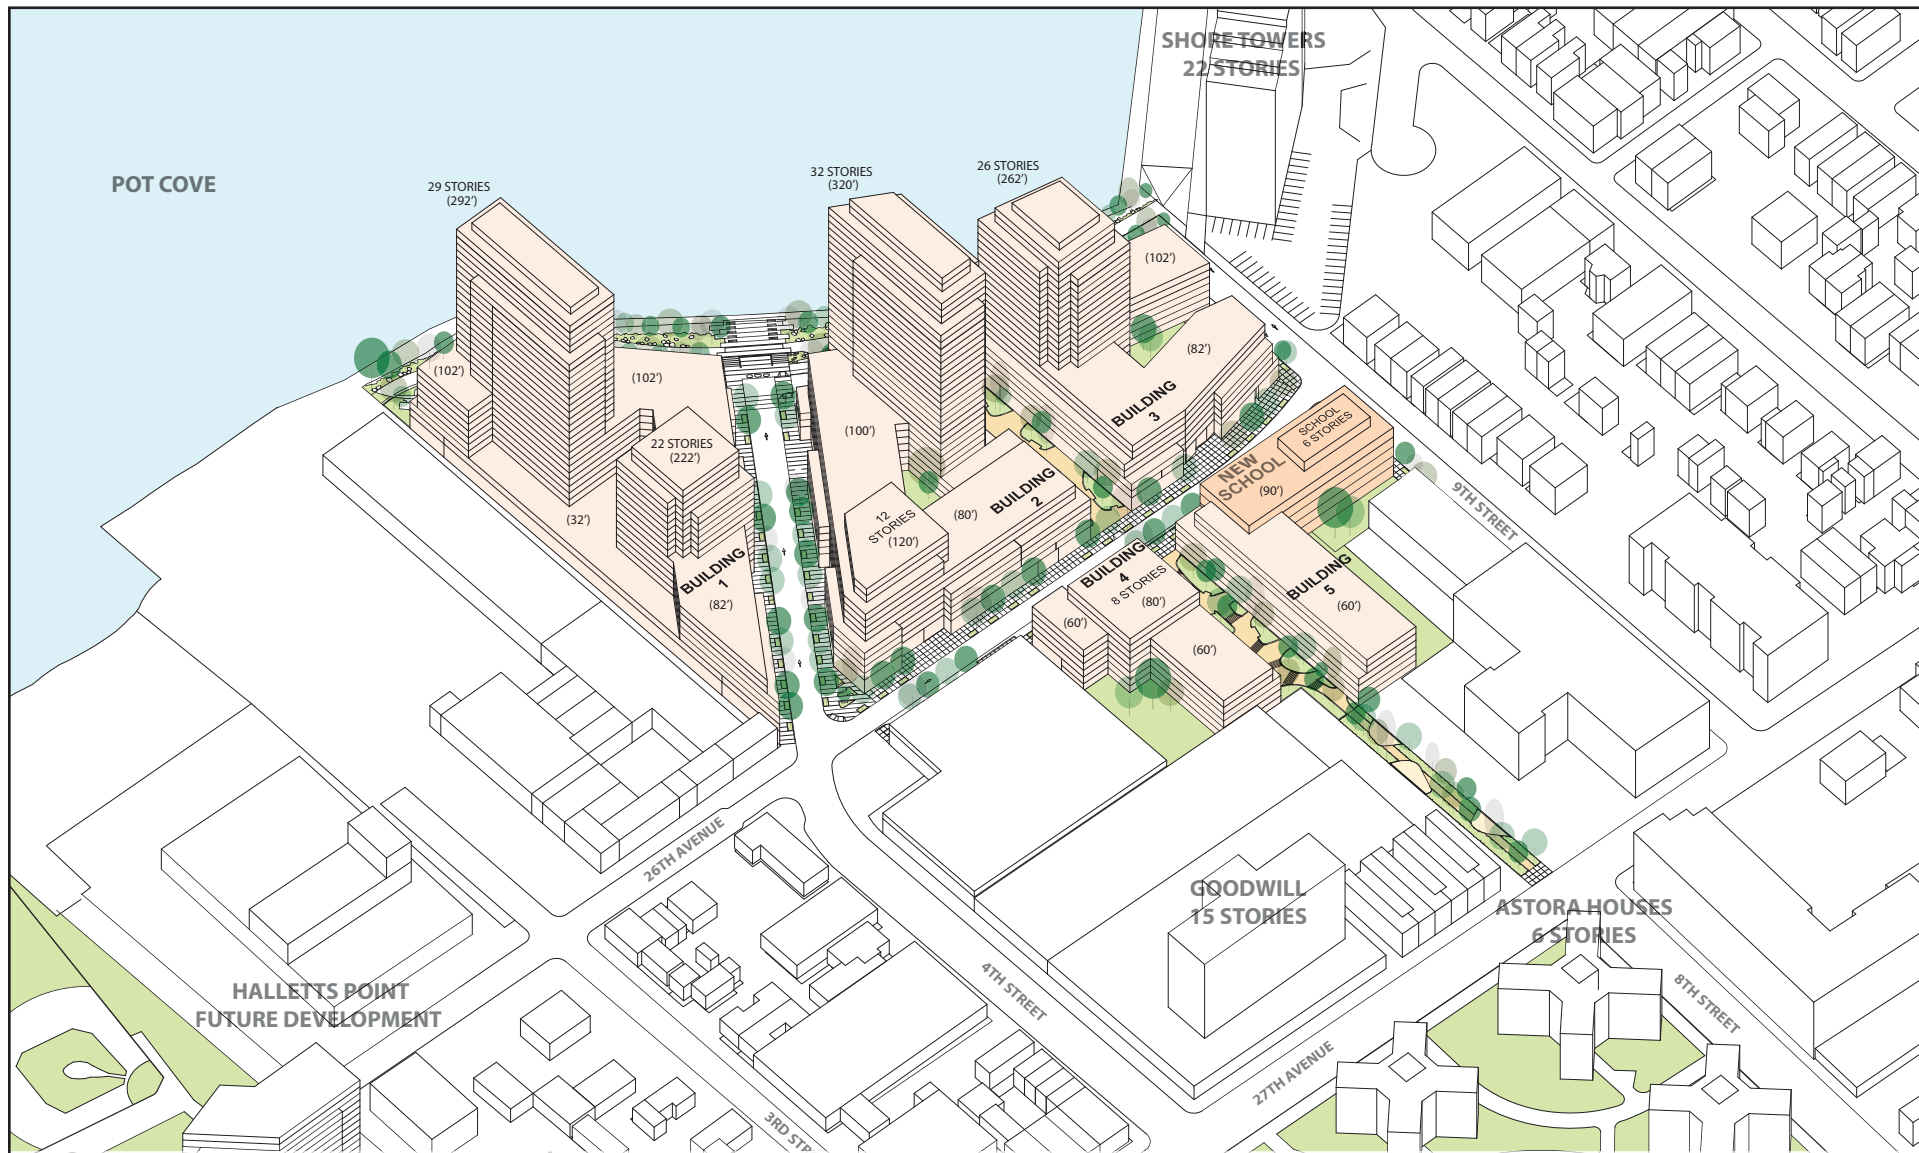 SHORE TOWERS
22 STORIES
POT COVE
29 STORIES
(292')
32 STORIES
(320')
26 STORIES
(262')
(102')
(102')
(102')
(82')
BUILDING
3
SCHOOL
6 STORIES
NEW
SCHOOL
(90')
22 STORIES
(222')
(100')
(32')
12
STORIES
(120')
(80')
BUILDING
2
BUILDING
1
(82')
BUILDING
4
8 STORIES
(80')
(60')
(60')
BUILDING
5
(60')
9TH STREET
26TH AVENUE
GOODWILL
15 STORIES
ASTORA HOUSES
6 STORIES
HALLETTS POINT
FUTURE DEVELOPMENT
4TH STREET
8TH STREET
27TH AVENUE
3RD STR